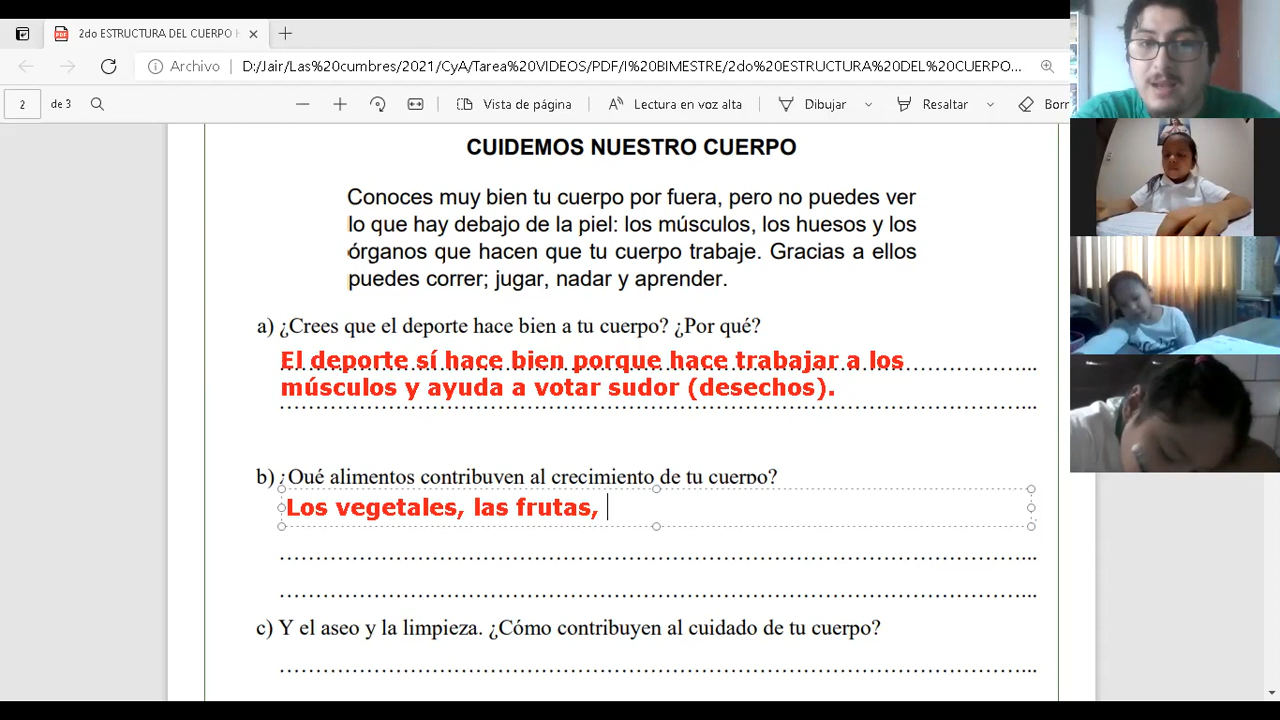 2do ESTRUCTURA DEL CUERPO H
Archivo D:/Jair/Las%20cumbres/2021/CyA/Tarea%20VIDEOS/PDF/I%20BIMESTRE/2do%20ESTRUCTURA%20DEL%20CUERPO...
2 de 3 Vista de página Lectura en voz alta Dibujar Resaltar Borr
CUIDEMOS NUESTRO CUERPO
Conoces muy bien tu cuerpo por fuera, pero no puedes ver
lo que hay debajo de la piel: los músculos, los huesos y los
órganos que hacen que tu cuerpo trabaje. Gracias a ellos
puedes correr; jugar, nadar y aprender.
a) ¿Crees que el deporte hace bien a tu cuerpo? ¿Por qué?
El deporte sí hace bien porque hace trabajar a los
músculos y ayuda a votar sudor (desechos).
b) ¿Qué alimentos contribuyen al crecimiento de tu cuerpo?
Los vegetales, las frutas,
c) Y el aseo y la limpieza. ¿Cómo contribuyen al cuidado de tu cuerpo?